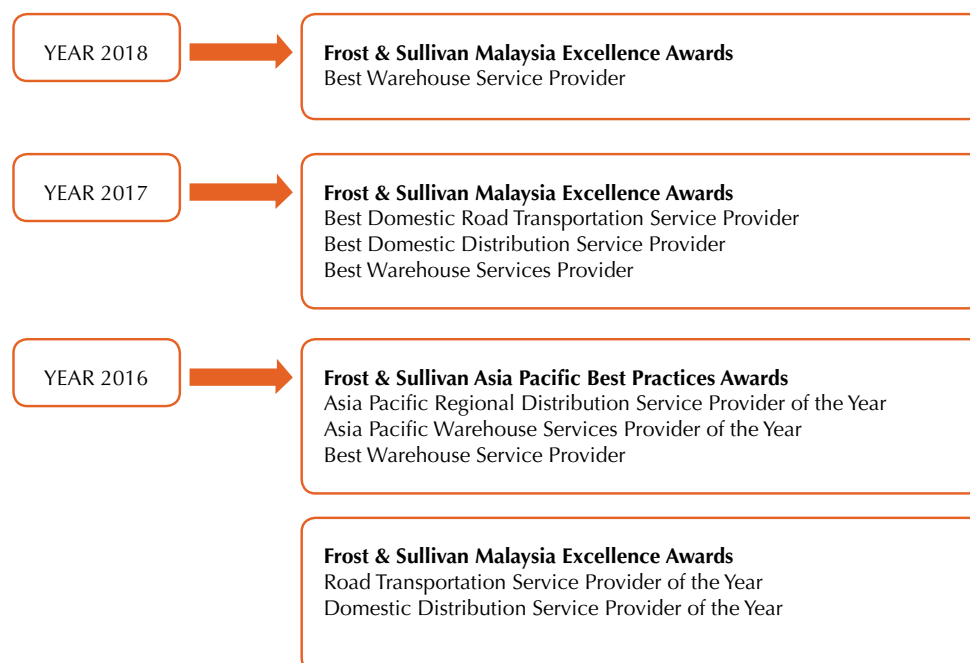 YEAR 2018
Frost & Sullivan Malaysia Excellence Awards
Best Warehouse Service Provider
YEAR 2017
Frost & Sullivan Malaysia Excellence Awards
Best Domestic Road Transportation Service Provider
Best Domestic Distribution Service Provider
Best Warehouse Services Provider
YEAR 2016
Frost & Sullivan Asia Pacific Best Practices Awards
Asia Pacific Regional Distribution Service Provider of the Year
Asia Pacific Warehouse Services Provider of the Year
Best Warehouse Service Provider
Frost & Sullivan Malaysia Excellence Awards
Road Transportation Service Provider of the Year
Domestic Distribution Service Provider of the Year